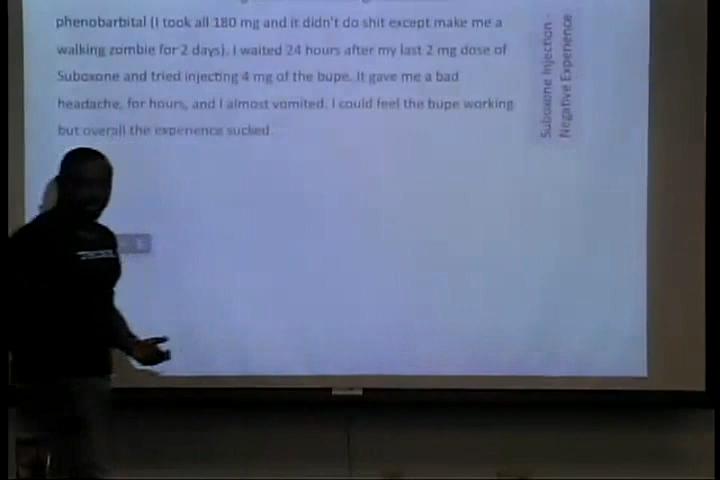 phenobarbital (I took all 180 mg and it didn't do shit except make me a
walking zombie for 2 days). I waited 24 hours after my last 2 mg dose of
Suboxone and tried injecting 4 mg of the bupe. It gave me a bad
headache, for hours, and I almost vomited. I could feel the bupe working
but overall the experience sucked.
Suboxone Injection -
Negative Experience